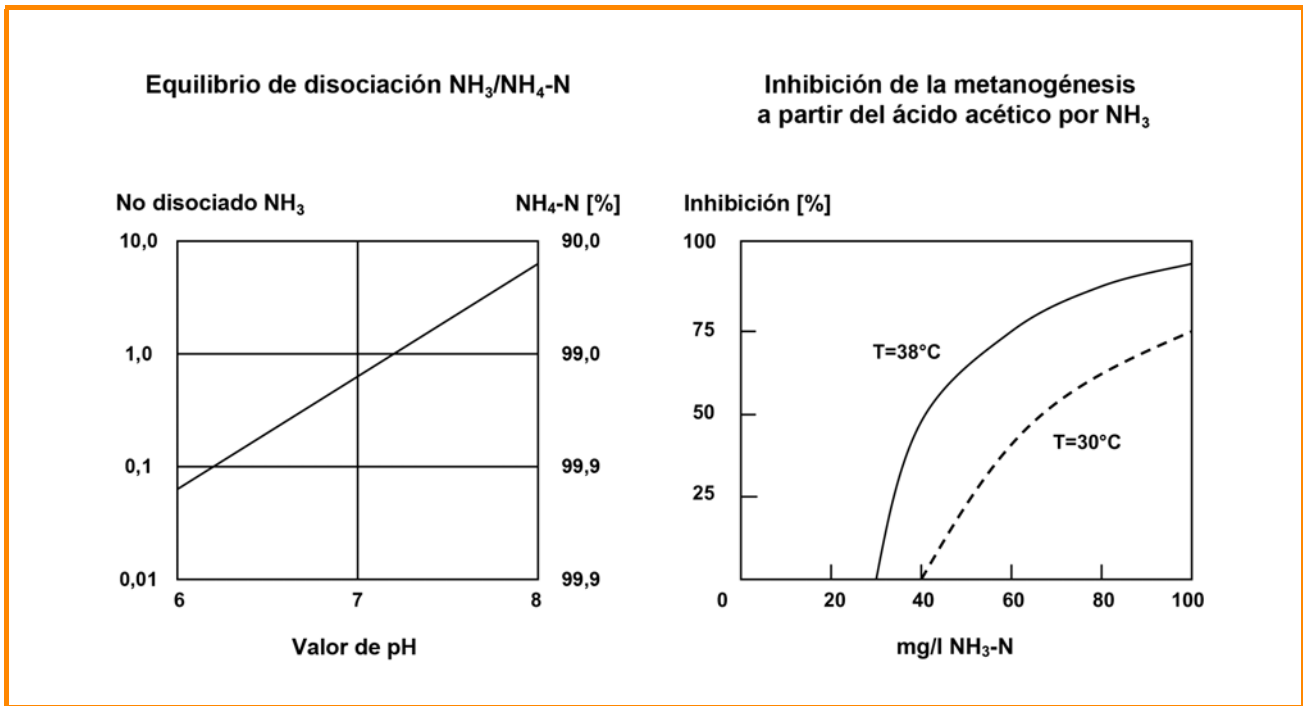 Equilibrio de disociación NH₃/NH₄-N
No disociado NH₃
NH₄-N [%]
10,0
90,0
1,0
99,0
0,1
99,9
0,01
99,9
6
7
8
Valor de pH
Inhibición de la metanogénesis
a partir del ácido acético por NH₃
Inhibición [%]
100
75
T=38°C
50
T=30°C
25
0
20
40
60
80
100
mg/l NH₃-N